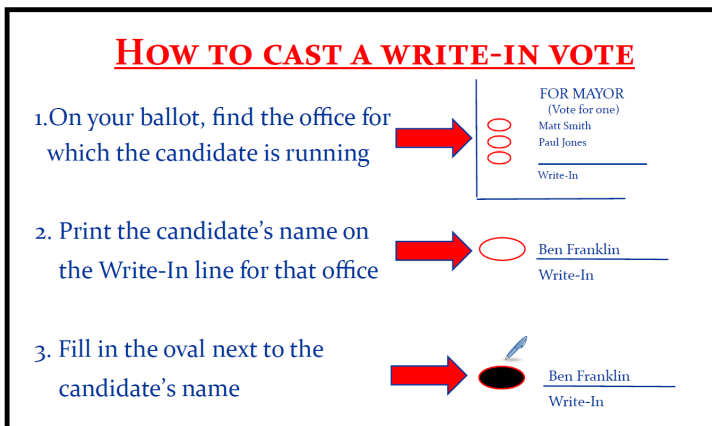 HOW TO CAST A WRITE-IN VOTE
1.On your ballot, find the office for
which the candidate is running
FOR MAYOR
(Vote for one)
Matt Smith
Paul Jones
Write-In
2. Print the candidate's name on
the Write-In line for that office
Ben Franklin
Write-In
3. Fill in the oval next to the
candidate's name
Ben Franklin
Write-In